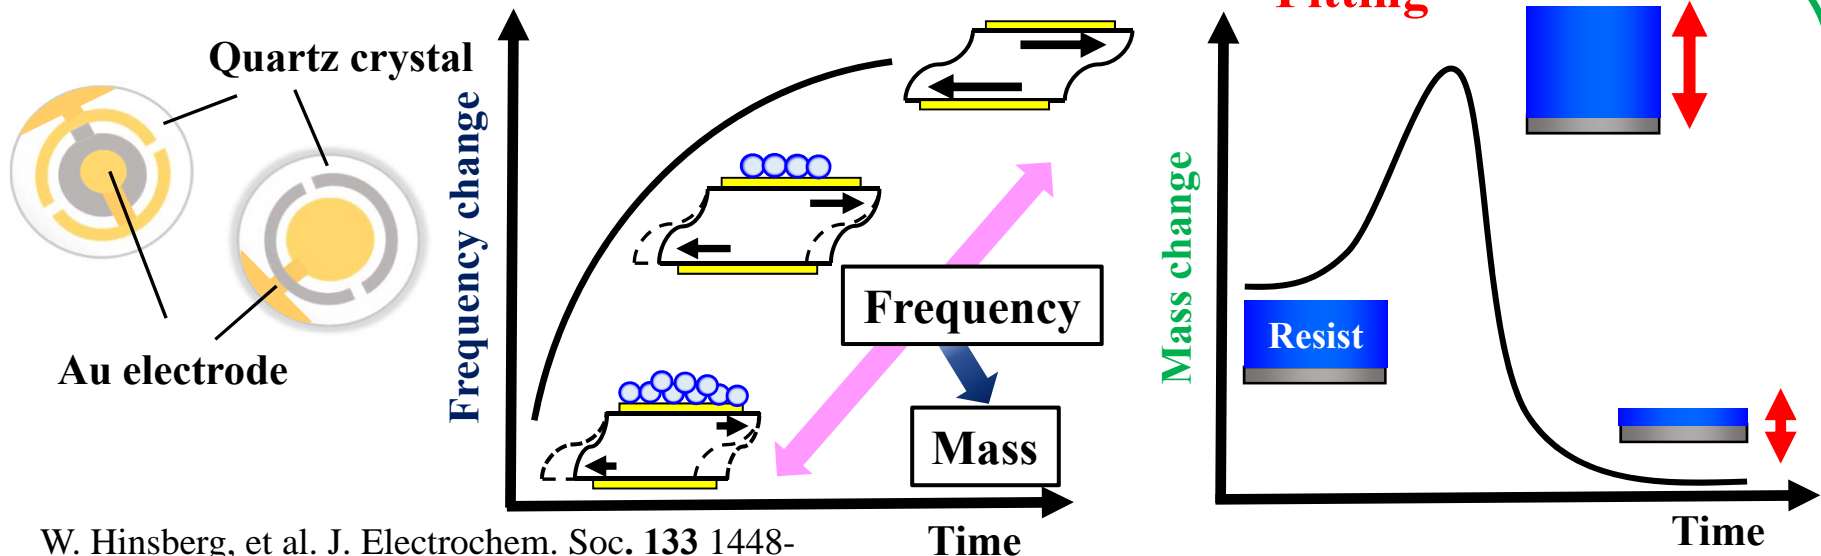 Fitting
Quartz crystal
Au electrode
Frequency change
Frequency
Mass
Time
Mass change
Resist
Time
W. Hinsberg, et al. J. Electrochem. Soc. 133 1448-